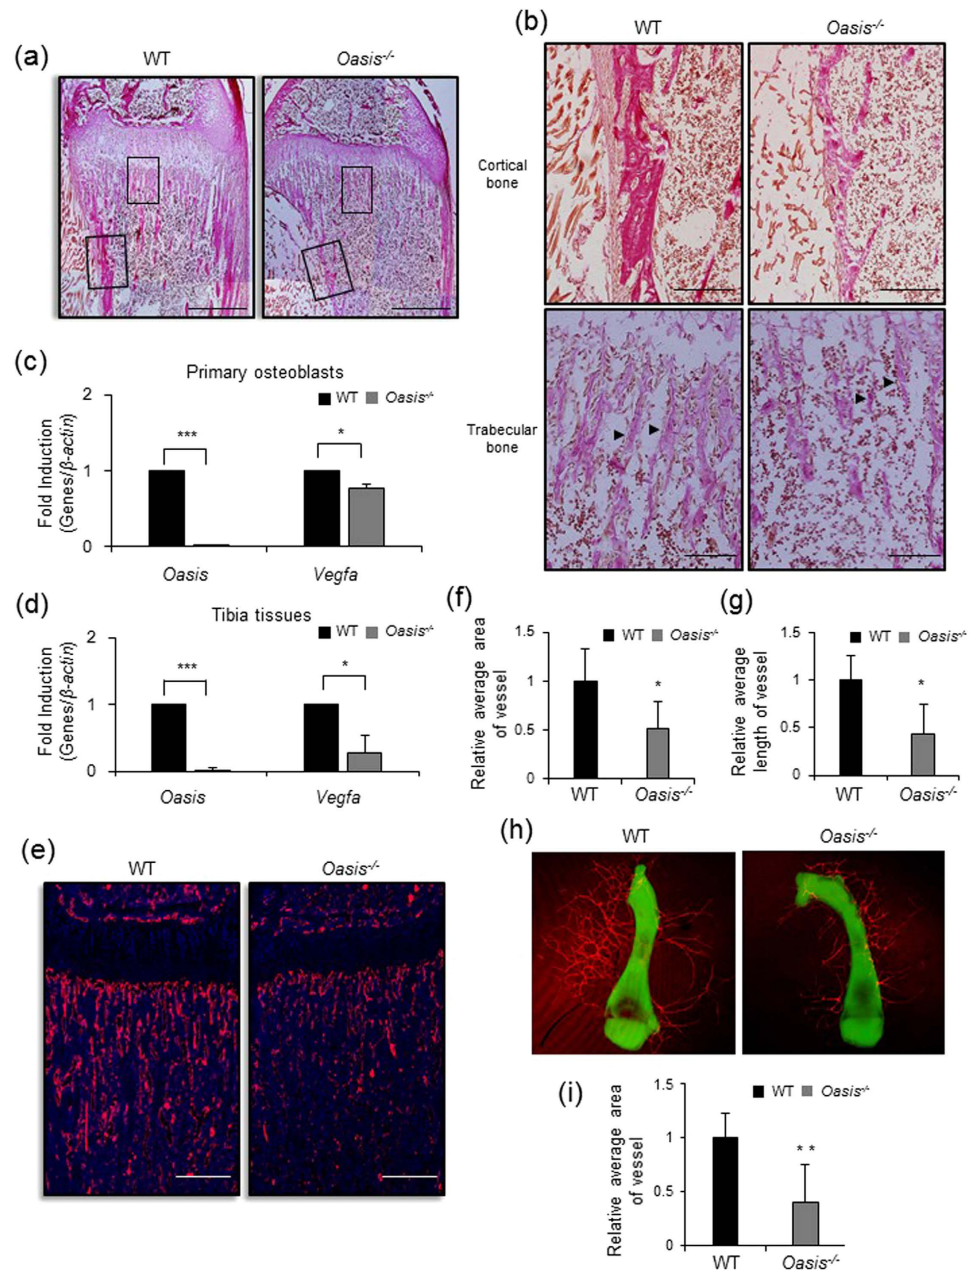 (a)
WT
Oasis-/-
(b)
WT
Oasis-/-
Cortical
bone
Trabecular
bone
(c)
Primary osteoblasts
WT Oasis-/-
Fold Induction
(Genes/β-actin)
2
1
0
***
*
Oasis
Vegfa
(d)
Tibia tissues
WT Oasis-/-
Fold Induction
(Genes/β-actin)
2
1
0
***
*
Oasis
Vegfa
(e)
WT
Oasis-/-
(f)
WT Oasis-/-
Relative average area
of vessel
1.5
1
0.5
0
*
WT
Oasis-/-
(g)
WT Oasis-/-
Relative average
length of vessel
1.5
1
0.5
0
*
WT
Oasis-/-
(h)
WT
Oasis-/-
(i)
WT Oasis-/-
Relative average area
of vessel
1.5
1
0.5
0
* *
WT
Oasis-/-